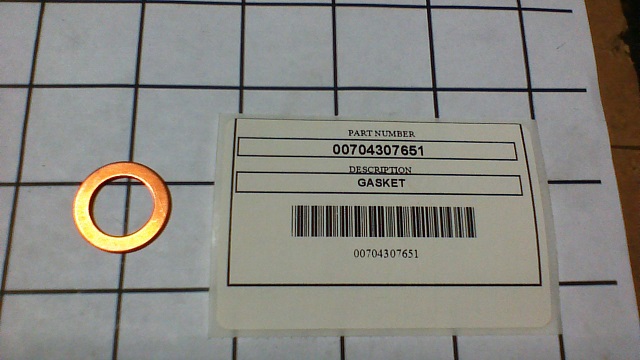 PART NUMBER
00704307651
DESCRIPTION
GASKET
00704307651